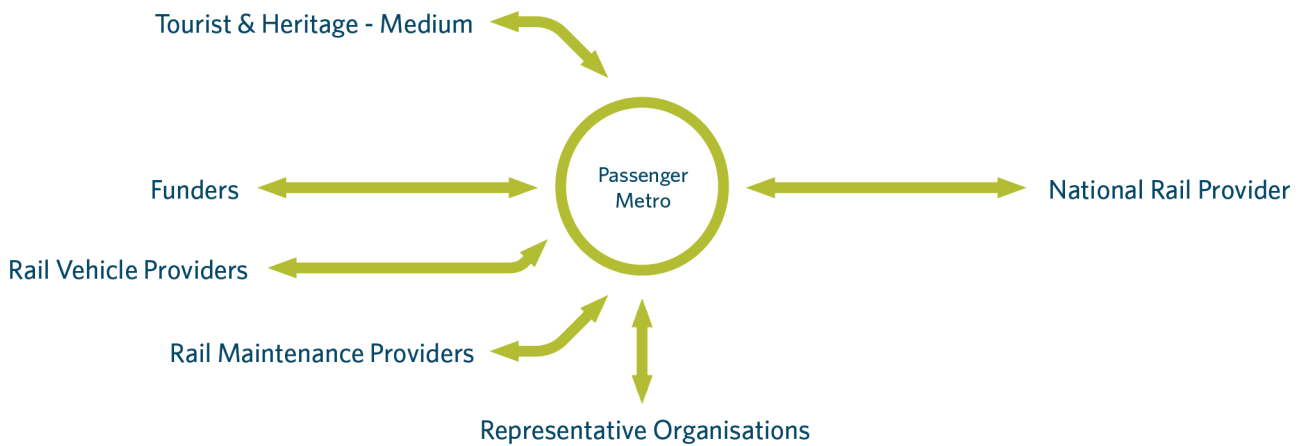 Tourist & Heritage - Medium
Passenger
Metro
Funders
National Rail Provider
Rail Vehicle Providers
Rail Maintenance Providers
Representative Organisations